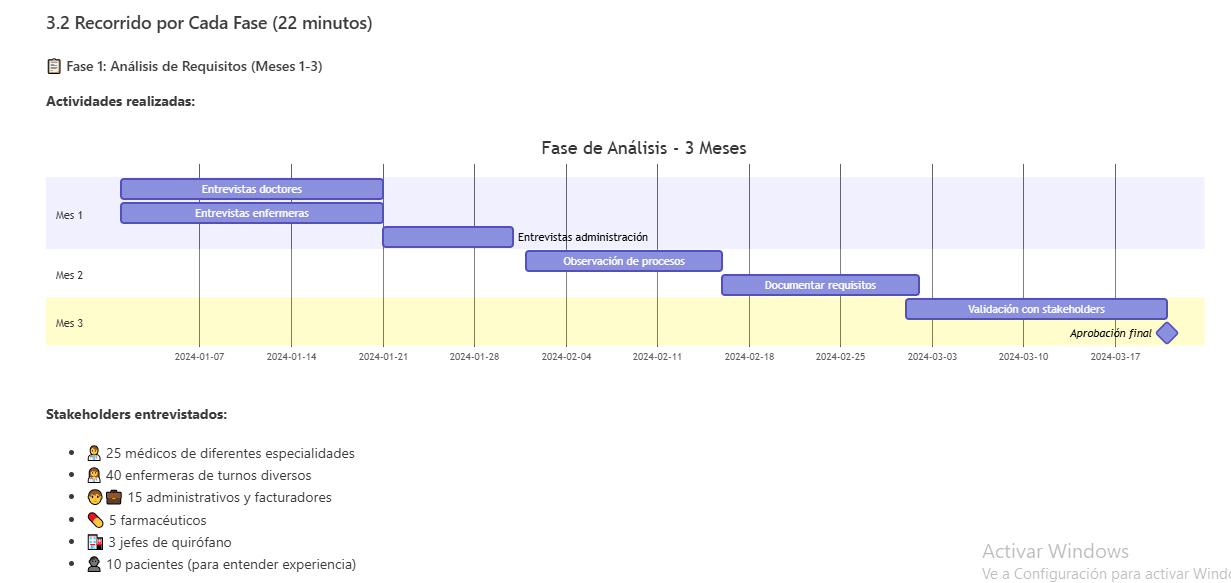 3.2 Recorrido por Cada Fase (22 minutos)
📋 Fase 1: Análisis de Requisitos (Meses 1-3)
Actividades realizadas:
Fase de Análisis - 3 Meses
Mes 1
Entrevistas doctores
Entrevistas enfermeras
Entrevistas administración
Mes 2
Observación de procesos
Documentar requisitos
Mes 3
Validación con stakeholders
Aprobación final
2024-01-07 2024-01-14 2024-01-21 2024-01-28 2024-02-04 2024-02-11 2024-02-18 2024-02-25 2024-03-03 2024-03-10 2024-03-17
Stakeholders entrevistados:
• 👩‍⚕️ 25 médicos de diferentes especialidades
• 👩‍⚕️ 40 enfermeras de turnos diversos
• 👨💼 15 administrativos y facturadores
• 💊 5 farmacéuticos
• 🏥 3 jefes de quirófano
• 👤 10 pacientes (para entender experiencia)
Activar Windows
Ve a Configuración para activar Wind